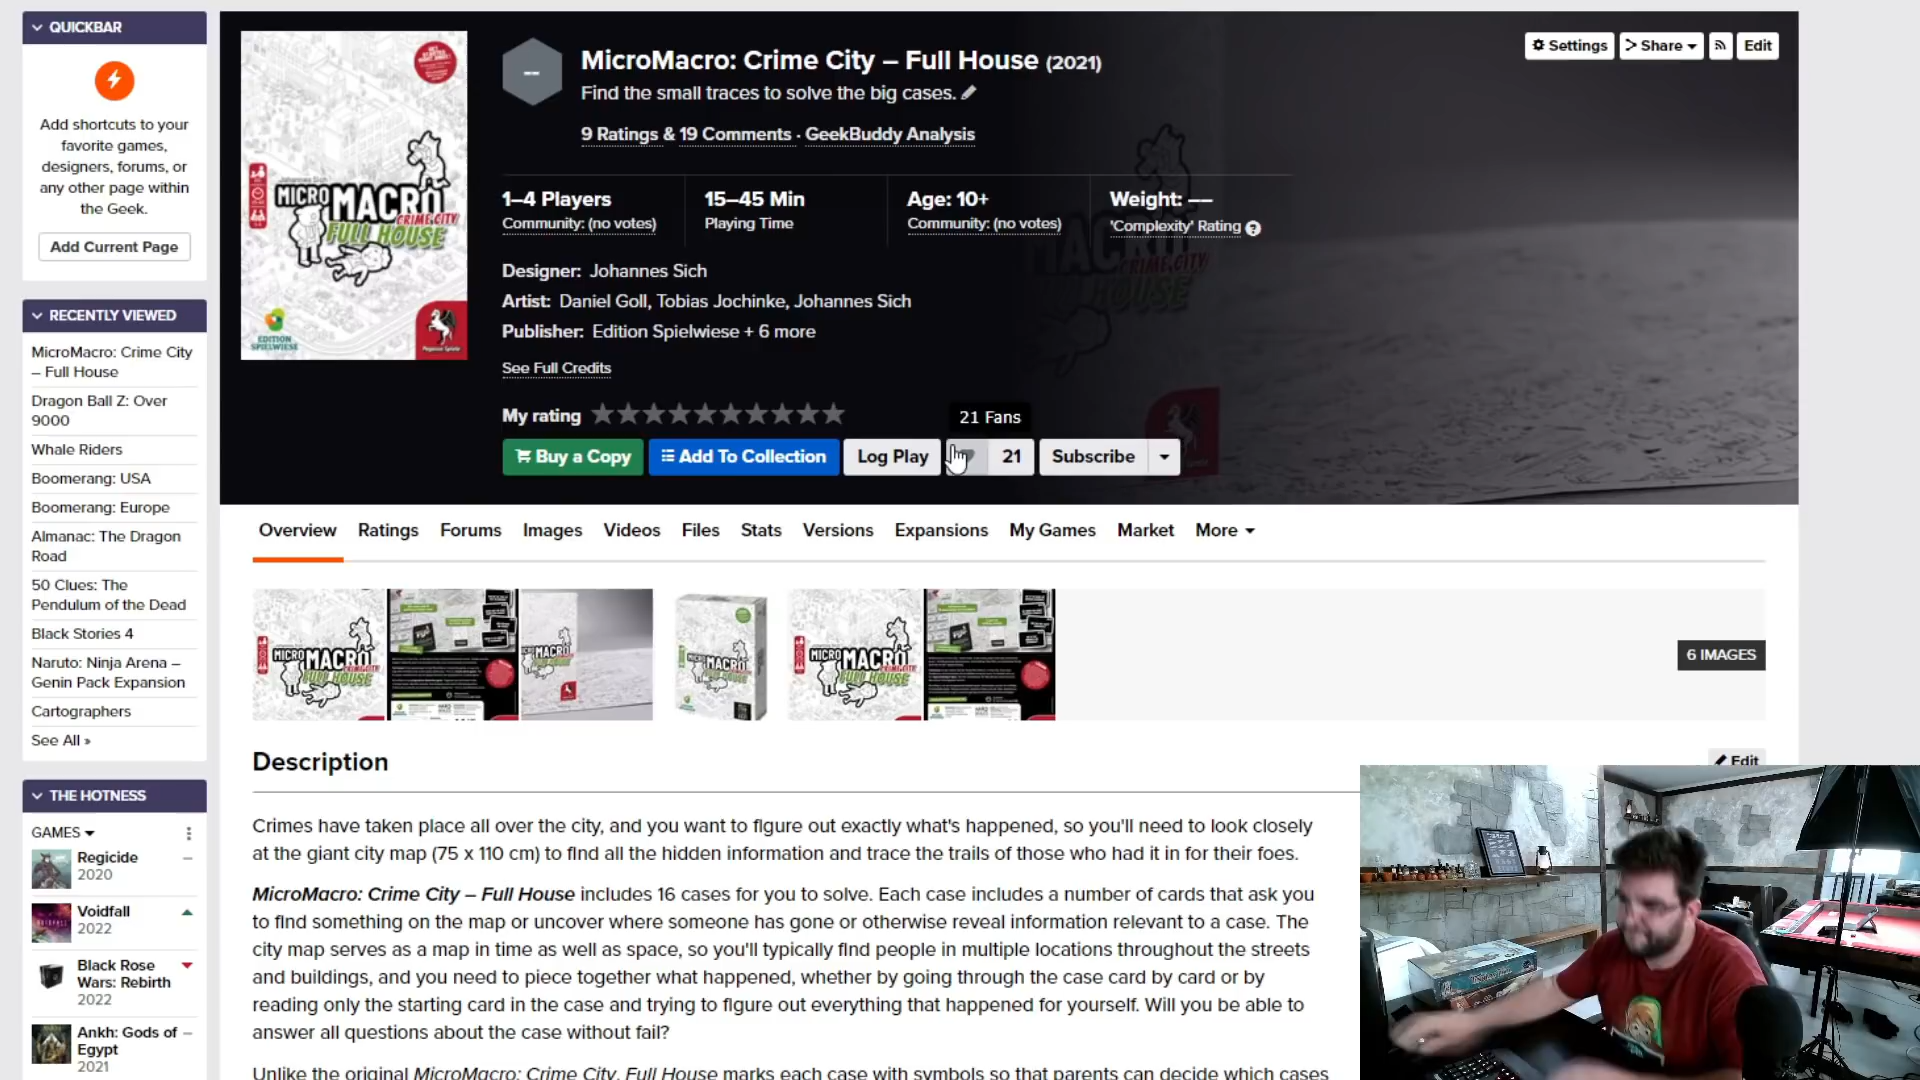 QUICKBAR
Add shortcuts to your
favorite games,
designers, forums, or
any other page within
the Geek.
Add Current Page
RECENTLY VIEWED
MicroMacro: Crime City
– Full House
Dragon Ball Z: Over
9000
Whale Riders
Boomerang: USA
Boomerang: Europe
Almanac: The Dragon
Road
50 Clues: The
Pendulum of the Dead
Black Stories 4
Naruto: Ninja Arena –
Genin Pack Expansion
Cartographers
See All »
THE HOTNESS
GAMES
Regicide
2020
Voidfall
2022
Black Rose
Wars: Rebirth
2022
Ankh: Gods of
Egypt
2021
MICRO MACRO
CRIME CITY
FULL HOUSE
EDITION
SPIELWIESE
--
MicroMacro: Crime City – Full House (2021)
Find the small traces to solve the big cases.
9 Ratings & 19 Comments · GeekBuddy Analysis
Settings
Share
Edit
1–4 Players
Community: (no votes)
15–45 Min
Playing Time
Age: 10+
Community: (no votes)
Weight: --
'Complexity' Rating
Designer: Johannes Sich
Artist: Daniel Goll, Tobias Jochinke, Johannes Sich
Publisher: Edition Spielwiese + 6 more
See Full Credits
My rating
21 Fans
Buy a Copy
Add To Collection
Log Play
21
Subscribe
Overview
Ratings
Forums
Images
Videos
Files
Stats
Versions
Expansions
My Games
Market
More
6 IMAGES
Description
Edit
Crimes have taken place all over the city, and you want to figure out exactly what's happened, so you'll need to look closely
at the giant city map (75 x 110 cm) to find all the hidden information and trace the trails of those who had it in for their foes.
MicroMacro: Crime City – Full House includes 16 cases for you to solve. Each case includes a number of cards that ask you
to find something on the map or uncover where someone has gone or otherwise reveal information relevant to a case. The
city map serves as a map in time as well as space, so you'll typically find people in multiple locations throughout the streets
and buildings, and you need to piece together what happened, whether by going through the case card by card or by
reading only the starting card in the case and trying to figure out everything that happened for yourself. Will you be able to
answer all questions about the case without fail?
Unlike the original MicroMacro: Crime City, Full House marks each case with symbols so that parents can decide which cases